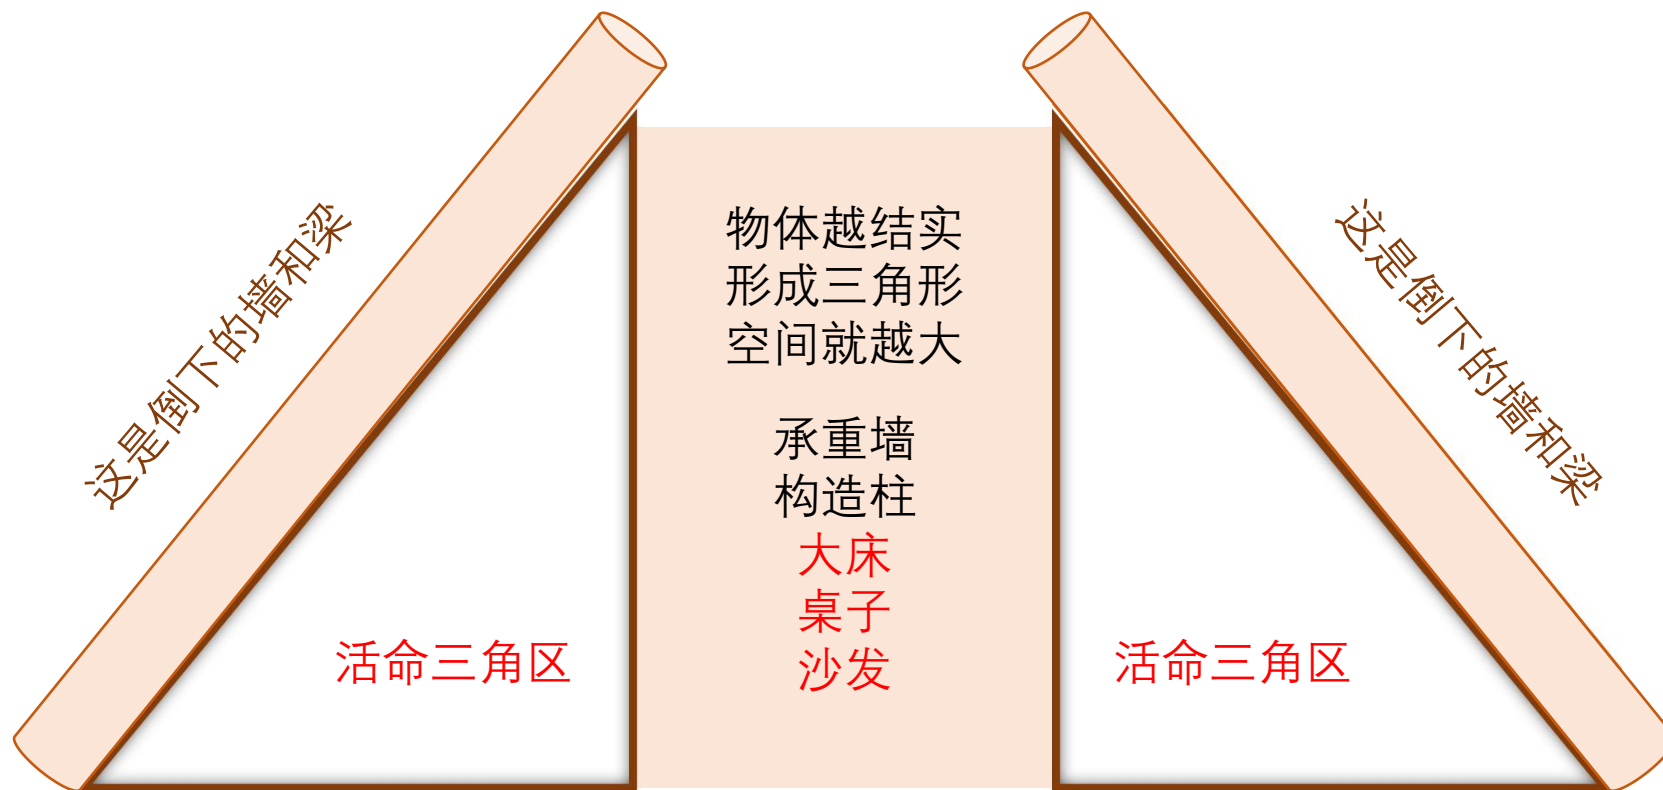 这是倒下的墙和梁
物体越结实
形成三角形
空间就越大
承重墙
构造柱
大床
桌子
沙发
活命三角区
这是倒下的墙和梁
活命三角区